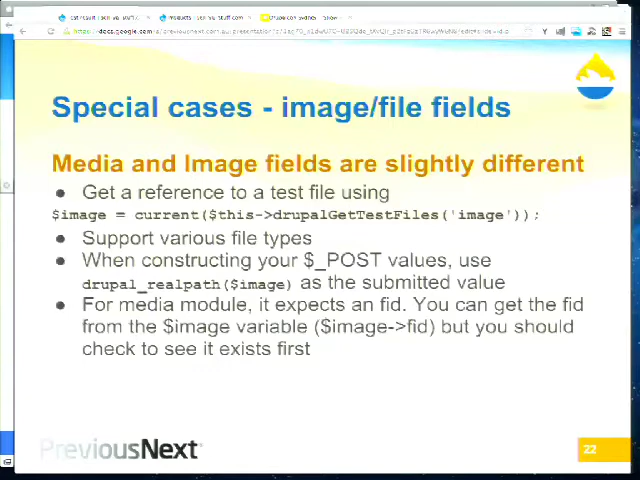 Special cases - image/file fields
Media and Image fields are slightly different
● Get a reference to a test file using
$image = current($this->drupalGetTestFiles('image'));
● Support various file types
● When constructing your $_POST values, use
drupal_realpath($image) as the submitted value
● For media module, it expects an fid. You can get the fid
from the $image variable ($image->fid) but you should
check to see it exists first
PreviousNext
22